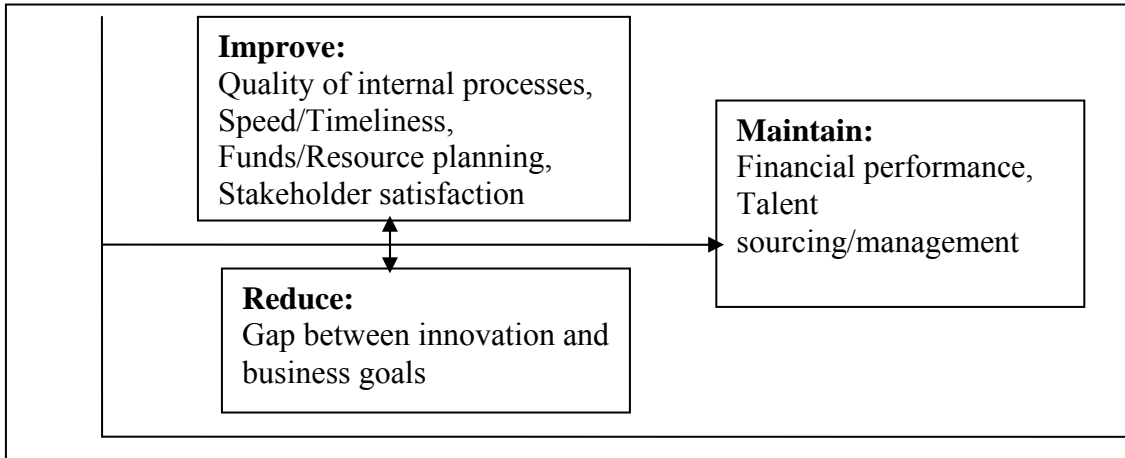 Improve:
Quality of internal processes,
Speed/Timeliness,
Funds/Resource planning,
Stakeholder satisfaction
Maintain:
Financial performance,
Talent
sourcing/management
Reduce:
Gap between innovation and
business goals